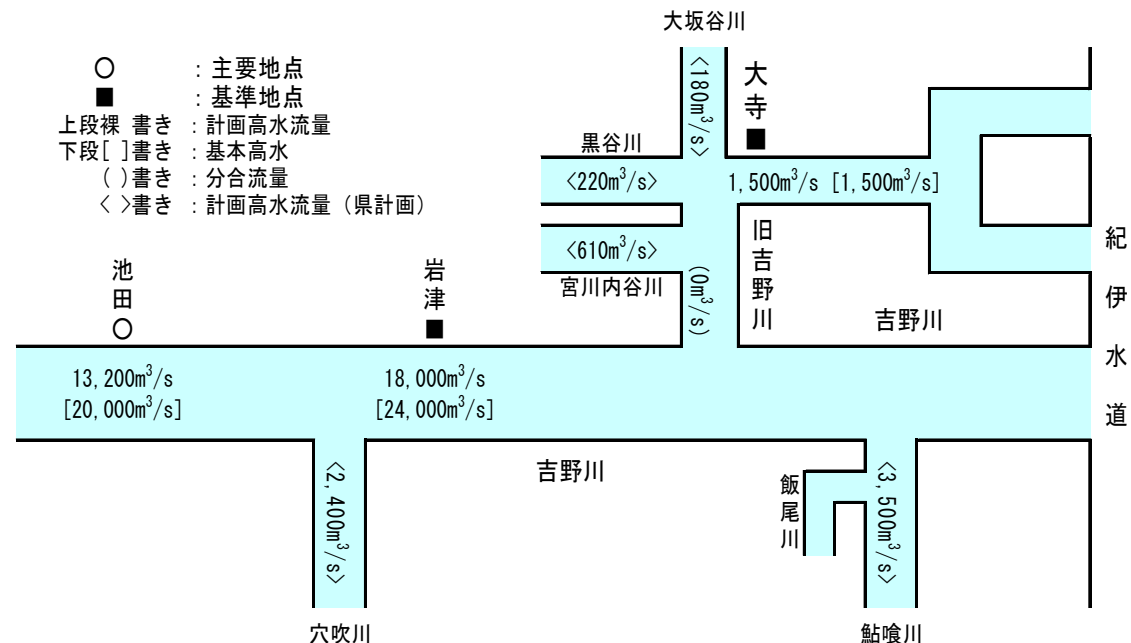 大坂谷川
○ : 主要地点
■ : 基準地点
上段裸 書き : 計画高水流量
下段[ ]書き : 基本高水
( )書き : 分合流量
< >書き : 計画高水流量 (県計画)
<180m³/s>
大寺
■
黒谷川
<220m³/s>
1,500m³/s [1,500m³/s]
<610m³/s>
宮川内谷川
(0m³/s)
旧吉野川
吉野川
紀伊水道
池田
○
岩津
■
13,200m³/s
[20,000m³/s]
18,000m³/s
[24,000m³/s]
<2,400m³/s>
吉野川
飯尾川
<3,500m³/s>
穴吹川
鮎喰川